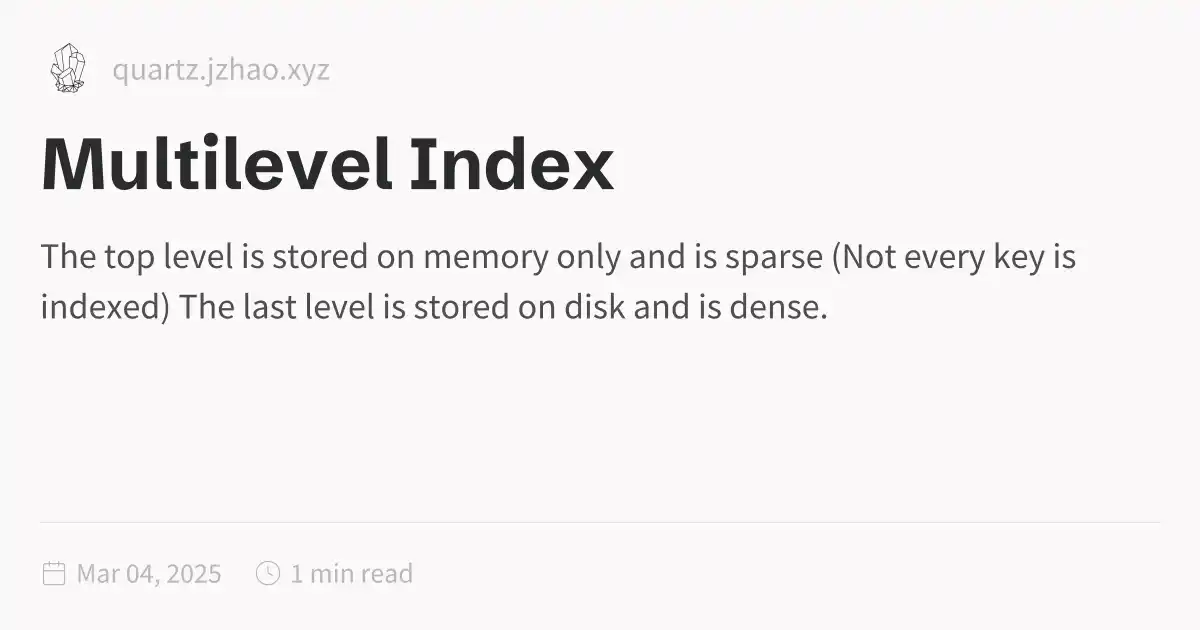 quartz.jzhao.xyz
Multilevel Index
The top level is stored on memory only and is sparse (Not every key is
indexed) The last level is stored on disk and is dense.
Mar 04, 2025 1 min read